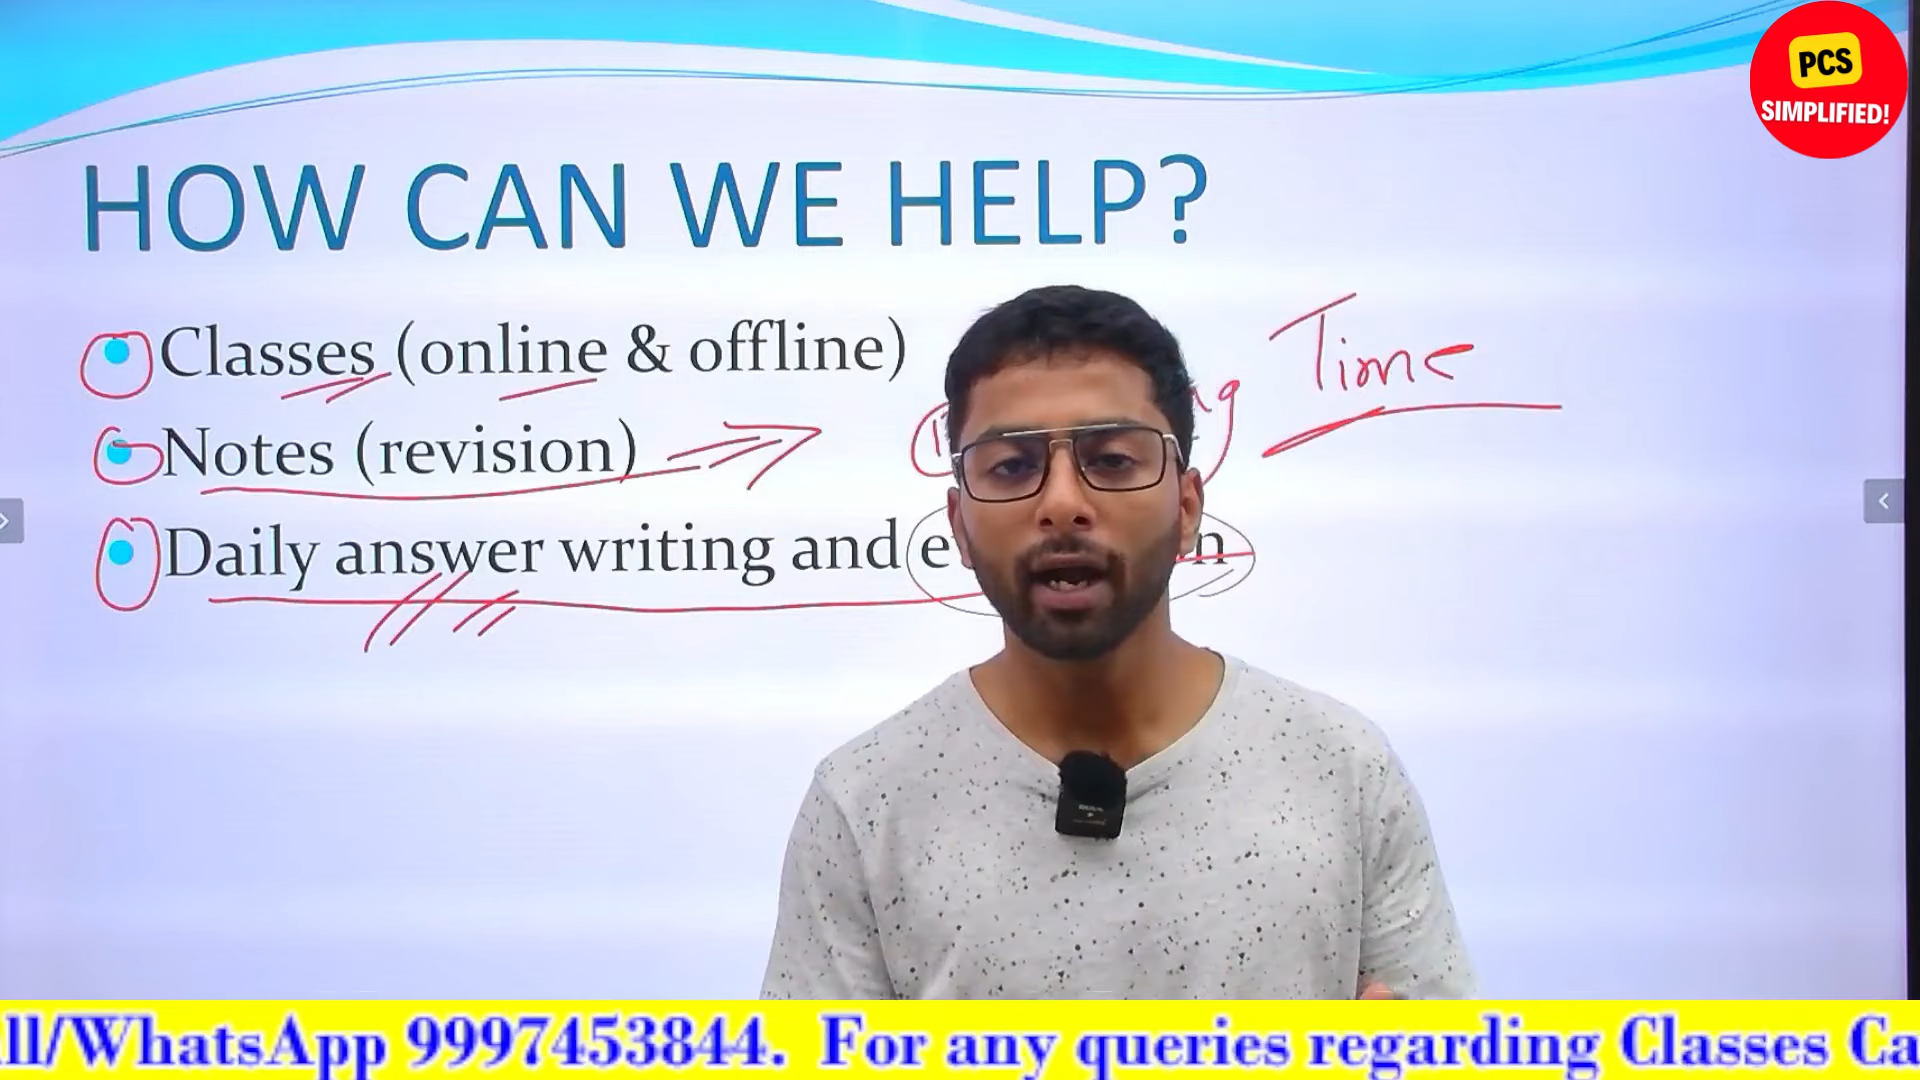 PCS
SIMPLIFIED!
HOW CAN WE HELP?
Classes (online & offline)
Time
Notes (revision)
Daily answer writing and
ll/WhatsApp 9997453844. For any queries regarding Classes Ca